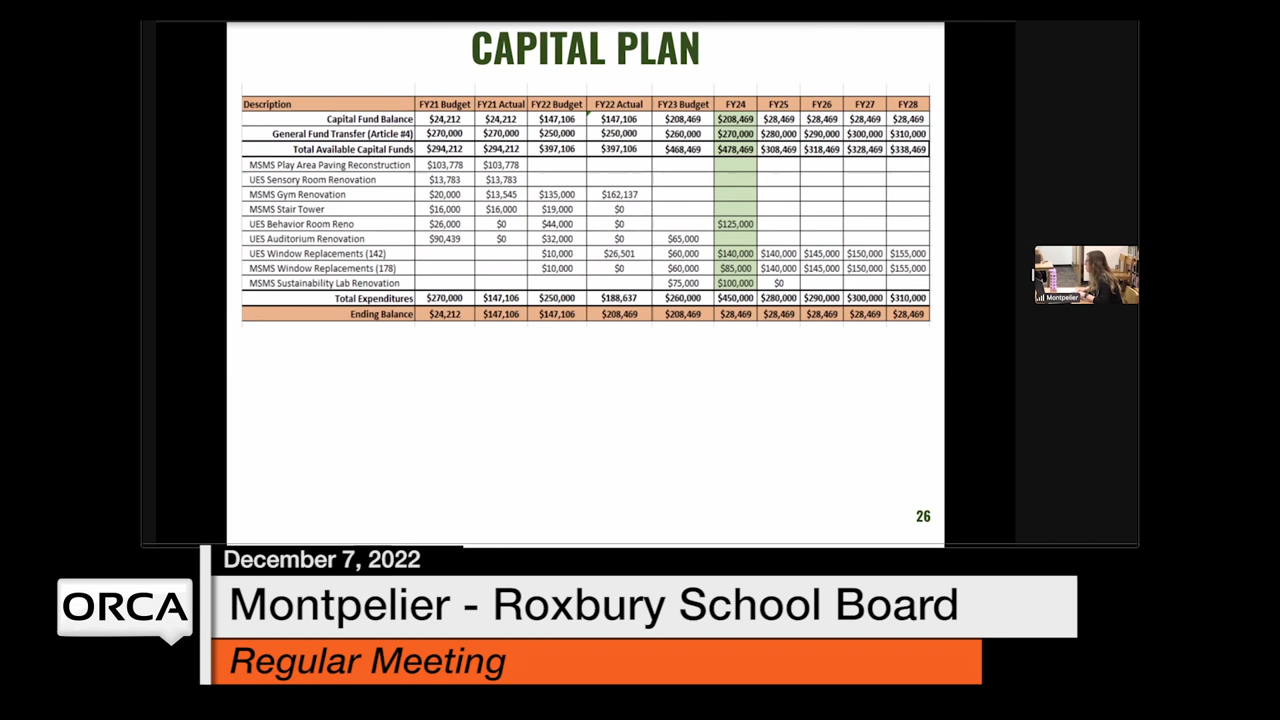 CAPITAL PLAN
Description FY21 Budget FY21 Actual FY22 Budget FY22 Actual FY23 Budget FY24 FY25 FY26 FY27 FY28
Capital Fund Balance $24,212 $24,212 $147,106 $147,106 $208,469 $208,469 $28,469 $28,469 $28,469 $28,469
General Fund Transfer (Article #4) $270,000 $270,000 $250,000 $250,000 $260,000 $270,000 $280,000 $290,000 $300,000 $310,000
Total Available Capital Funds $294,212 $294,212 $397,106 $397,106 $468,469 $478,469 $308,469 $318,469 $328,469 $338,469
MSMS Play Area Paving Reconstruction $103,778 $103,778
UES Sensory Room Renovation $13,783 $13,783
MSMS Gym Renovation $20,000 $13,545 $135,000 $162,137
MSMS Stair Tower $16,000 $16,000 $19,000 $0
UES Behavior Room Reno $26,000 $0 $44,000 $0 $125,000
UES Auditorium Renovation $90,439 $0 $32,000 $0 $65,000
UES Window Replacements (142) $10,000 $26,501 $60,000 $140,000 $140,000 $145,000 $150,000 $155,000
MSMS Window Replacements (178) $10,000 $0 $60,000 $85,000 $140,000 $145,000 $150,000 $155,000
MSMS Sustainability Lab Renovation $75,000 $100,000 $0
Total Expenditures $270,000 $147,106 $250,000 $188,637 $260,000 $450,000 $280,000 $290,000 $300,000 $310,000
Ending Balance $24,212 $147,106 $147,106 $208,469 $208,469 $28,469 $28,469 $28,469 $28,469 $28,469
Montpelier
26
December 7, 2022
ORCA
Montpelier - Roxbury School Board
Regular Meeting